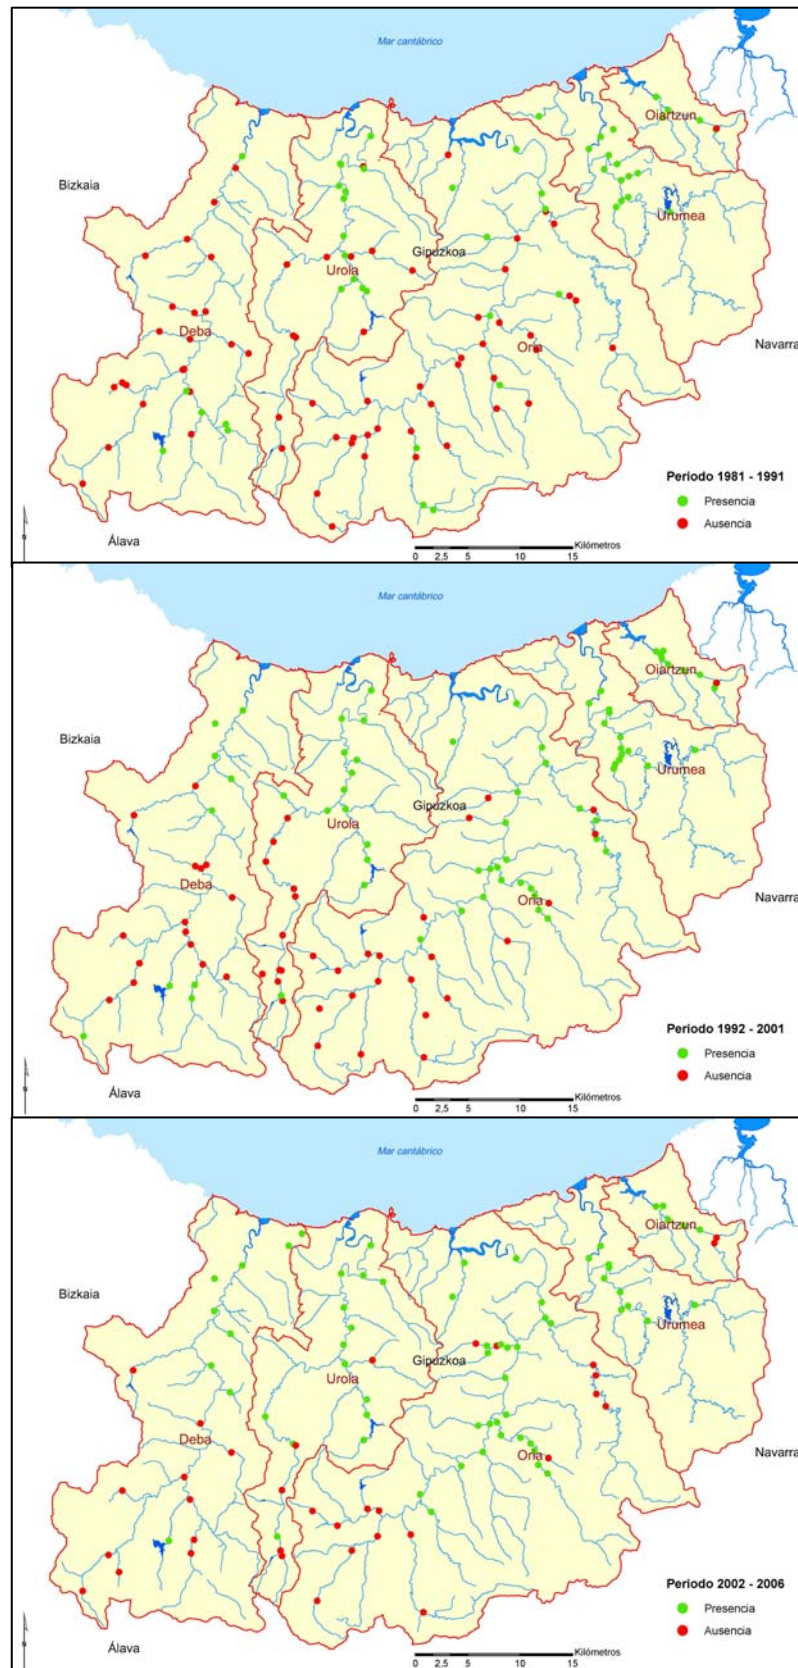 Mar cantábrico
Oiartzun
Bizkaia
Urumea
Gipuzkoa
Urola
Deba
Oria
Navarra
Periodo 1981 - 1991
Presencia
Ausencia
Álava
Kilómetros
0 2,5 5 10 15
N
Mar cantábrico
Oiartzun
Bizkaia
Urumea
Gipuzkoa
Urola
Deba
Oria
Navarra
Periodo 1992 - 2001
Presencia
Ausencia
Álava
Kilómetros
0 2,5 5 10 15
N
Mar cantábrico
Oiartzun
Bizkaia
Urumea
Gipuzkoa
Urola
Deba
Oria
Navarra
Periodo 2002 - 2006
Presencia
Ausencia
Álava
Kilómetros
0 2,5 5 10 15
N